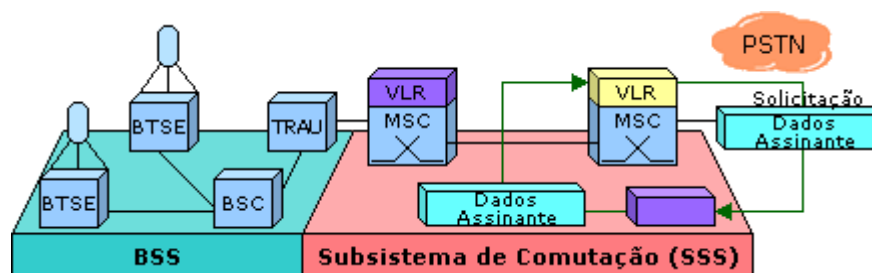 PSTN
VLR
MSC
VLR
MSC
Solicitação
Dados
Assinante
BTSE
TRAU
BTSE
BSC
Dados
Assinante
BSS
Subsistema de Comutação (SSS)